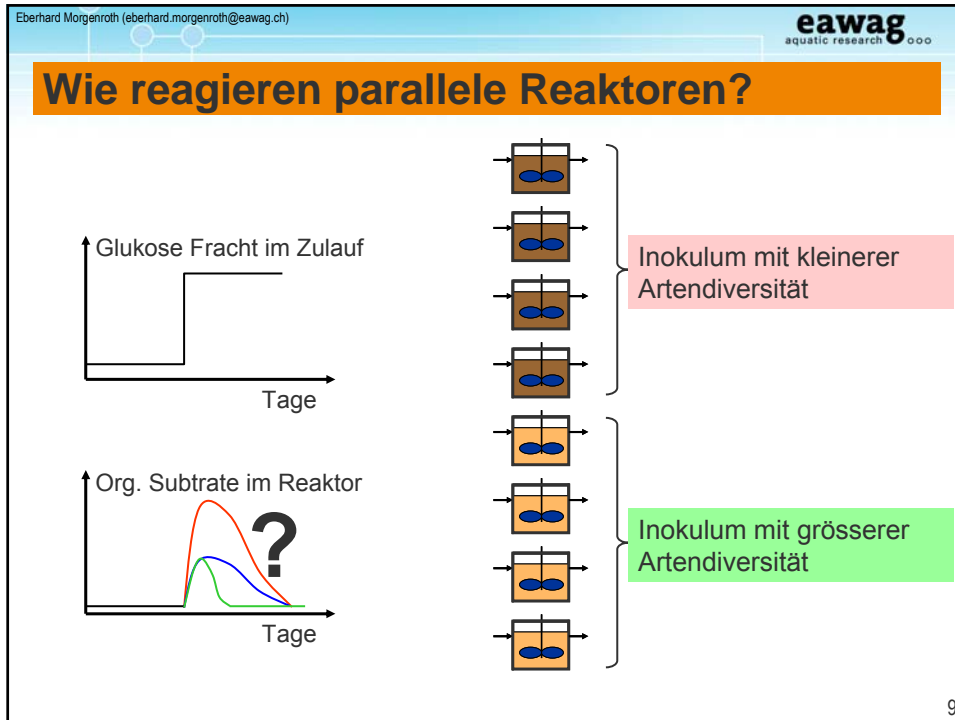 Eberhard Morgenroth (eberhard.morgenroth@eawag.ch)
eawag
aquatic research
Wie reagieren parallele Reaktoren?
Glukose Fracht im Zulauf
Tage
Inokulum mit kleinerer
Artendiversität
Org. Subtrate im Reaktor
?
Tage
Inokulum mit grösserer
Artendiversität
9